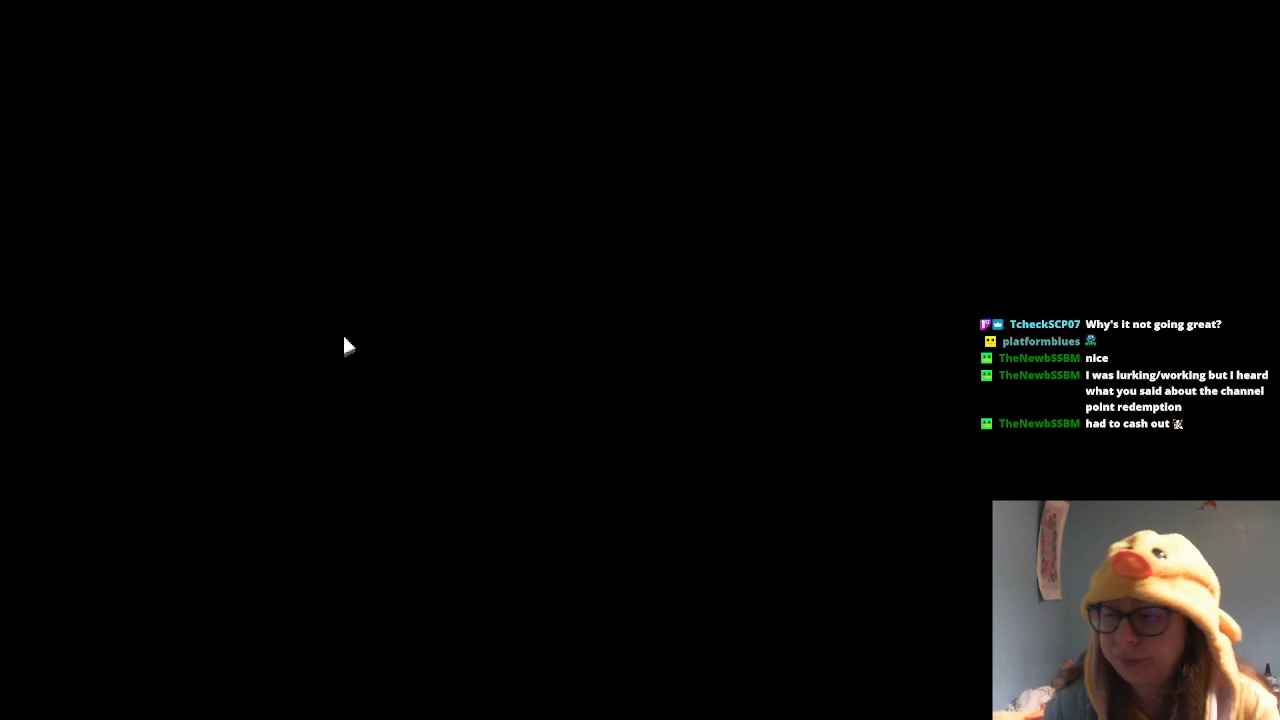 TcheckSCP07 Why's it not going great?
platformblues
TheNewbSSBM nice
TheNewbSSBM I was lurking/working but I heard
what you said about the channel
point redemption
TheNewbSSBM had to cash out